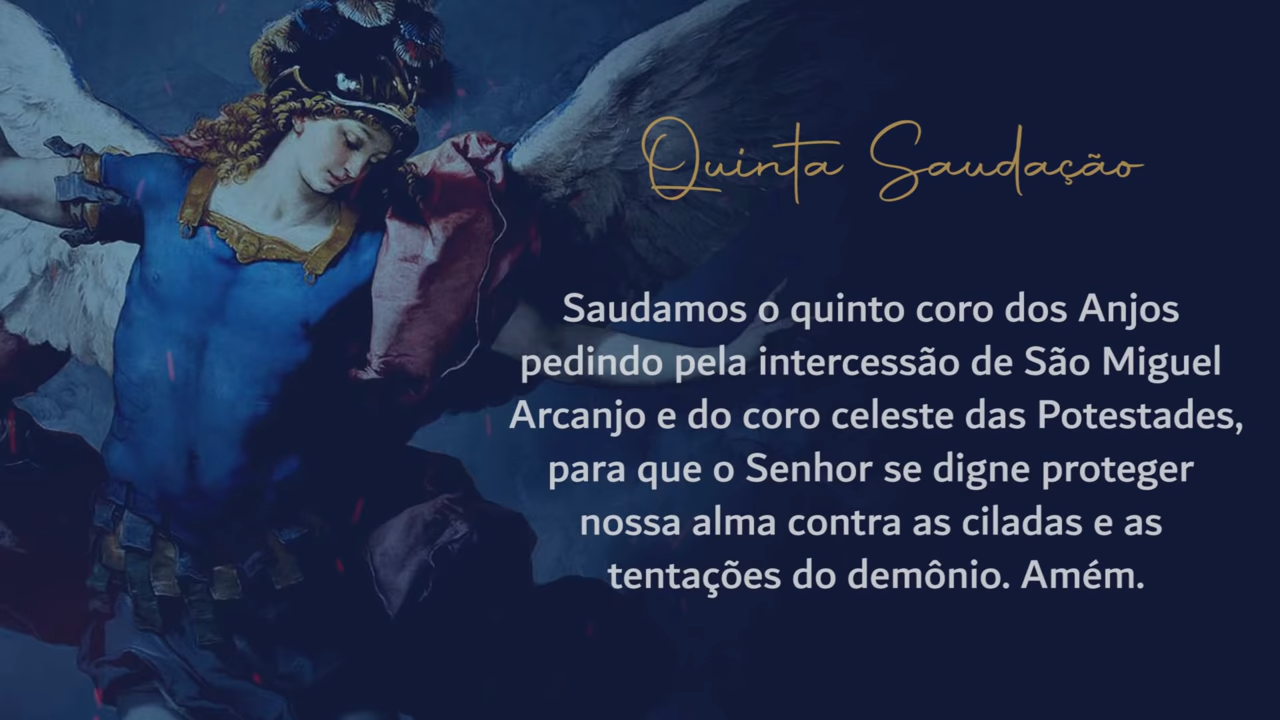 Quinta Saudação
Saudamos o quinto coro dos Anjos
pedindo pela intercessão de São Miguel
Arcanjo e do coro celeste das Potestades,
para que o Senhor se digne proteger
nossa alma contra as ciladas e as
tentações do demônio. Amém.